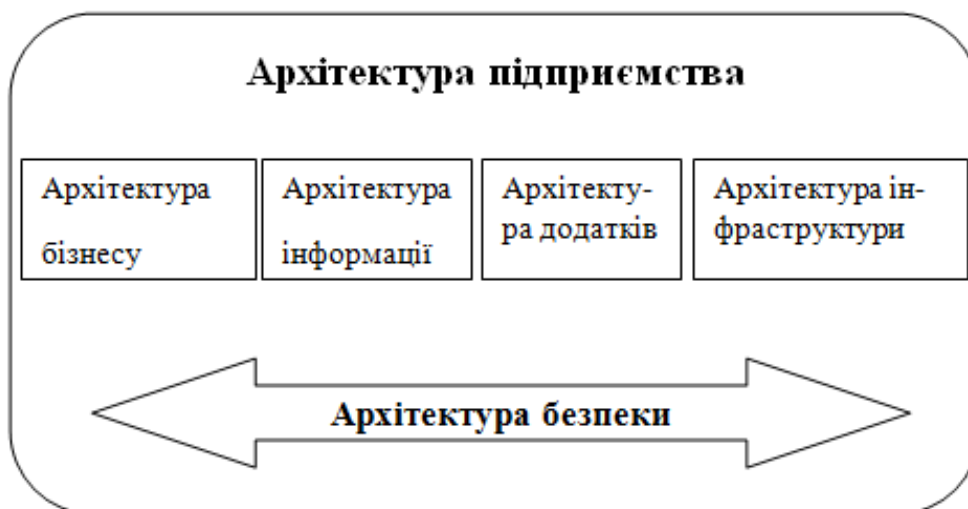 Архітектура підприємства
Архітектура
бізнесу
Архітектура
інформації
Архітекту-
ра додатків
Архітектура ін-
фраструктури
Архітектура безпеки